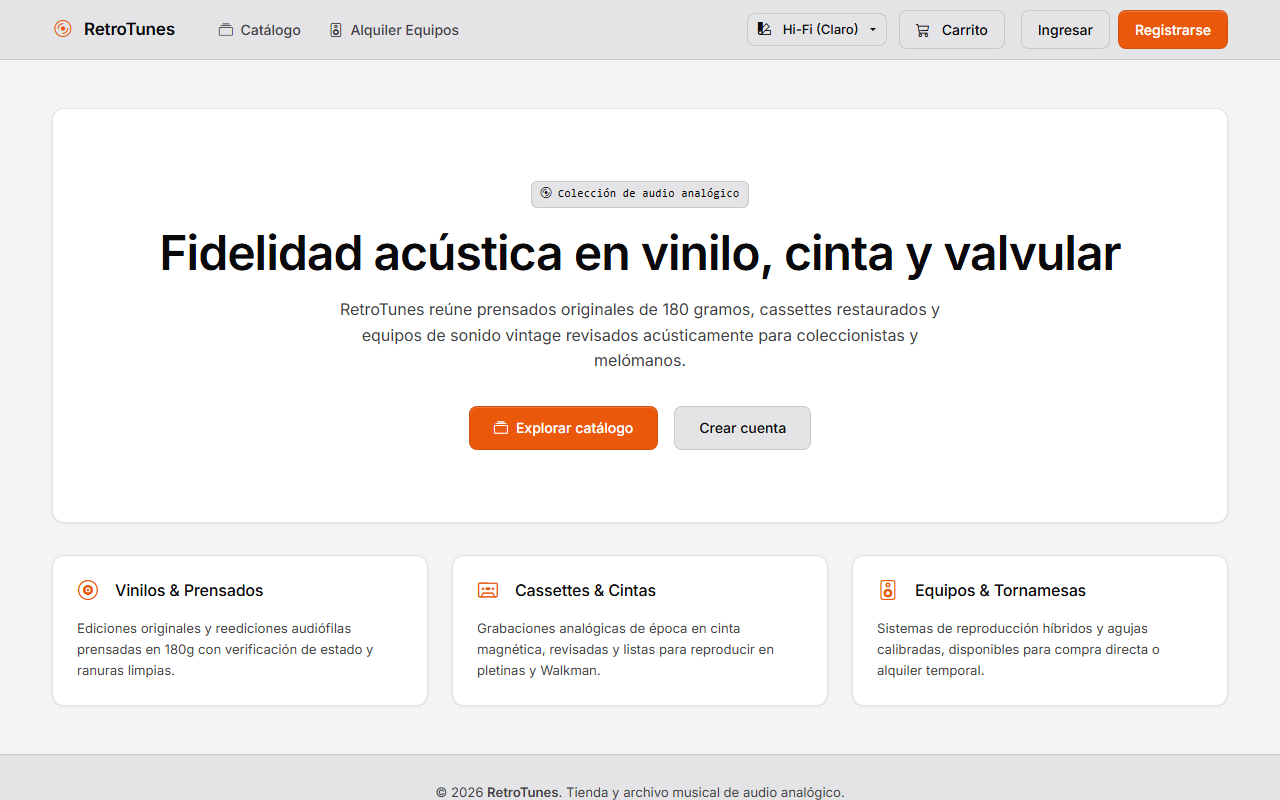 RetroTunes
Catálogo
Alquiler Equipos
Hi-Fi (Claro)
Carrito
Ingresar
Registrarse
Colección de audio analógico
Fidelidad acústica en vinilo, cinta y valvular
RetroTunes reúne prensados originales de 180 gramos, cassettes restaurados y
equipos de sonido vintage revisados acústicamente para coleccionistas y
melómanos.
Explorar catálogo
Crear cuenta
Vinilos & Prensados
Ediciones originales y reediciones audiófilas
prensadas en 180g con verificación de estado y
ranuras limpias.
Cassettes & Cintas
Grabaciones analógicas de época en cinta
magnética, revisadas y listas para reproducir en
pletinas y Walkman.
Equipos & Tornamesas
Sistemas de reproducción híbridos y agujas
calibradas, disponibles para compra directa o
alquiler temporal.
© 2026 RetroTunes. Tienda y archivo musical de audio analógico.